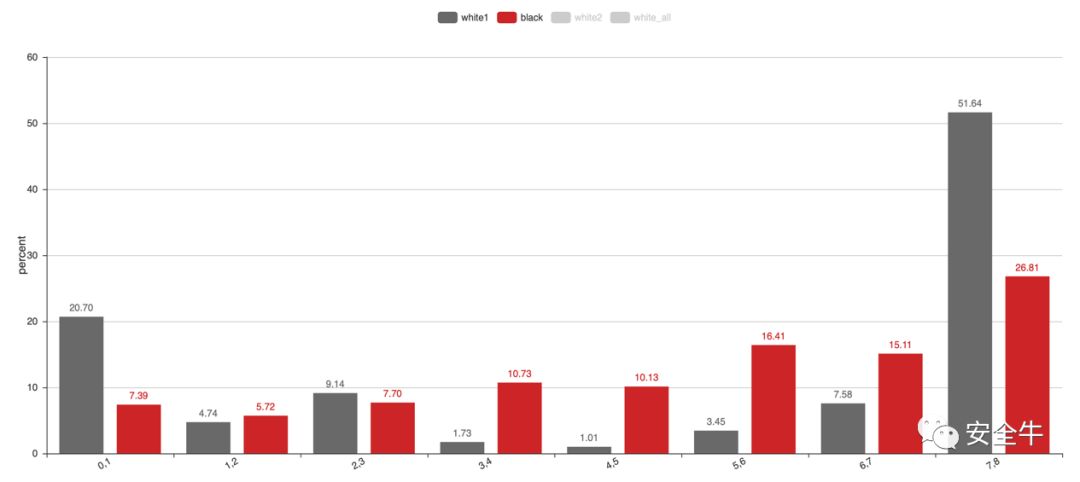 white1 black white2 white_all
60
50
40
30
20
10
0
percent
20.70 7.39 4.74 5.72 9.14 7.70 1.73 10.73 1.01 10.13 3.45 16.41 7.58 15.11 51.64 26.81
0,1 1,2 2,3 3,4 4,5 5,6 6,7 7,8
安全牛